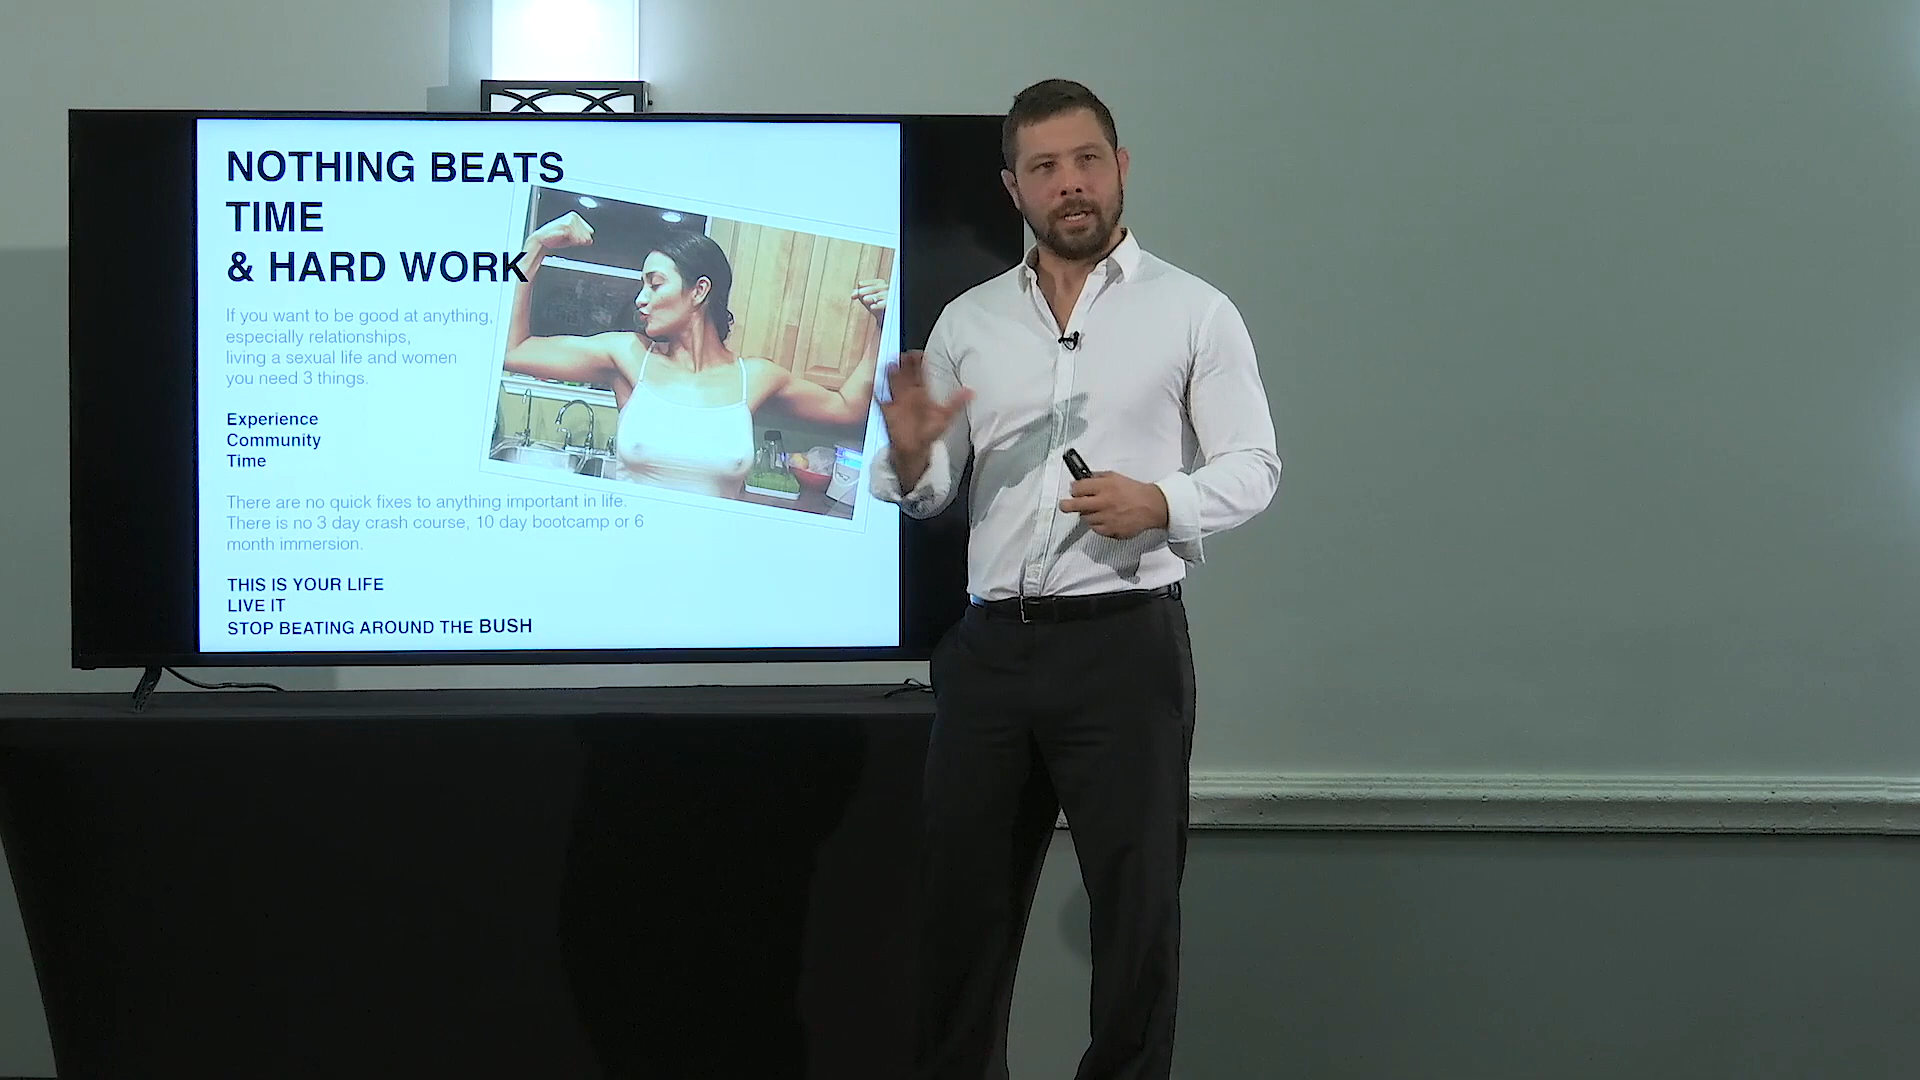 NOTHING BEATS
TIME
& HARD WORK
If you want to be good at anything,
especially relationships,
living a sexual life and women
you need 3 things.
Experience
Community
Time
There are no quick fixes to anything important in life.
There is no 3 day crash course, 10 day bootcamp or 6
month immersion.
THIS IS YOUR LIFE
LIVE IT
STOP BEATING AROUND THE BUSH